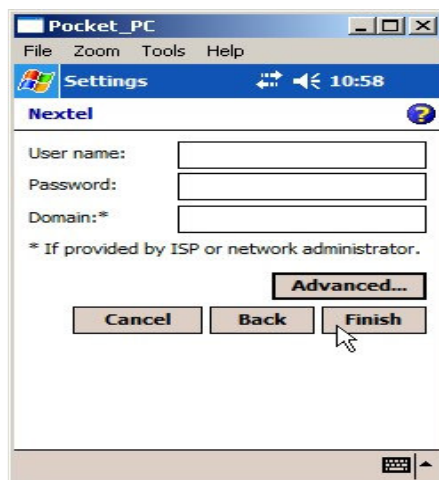 Pocket_PC
File Zoom Tools Help
Settings 10:58
Nextel
User name:
Password:
Domain:*
* If provided by ISP or network administrator.
Advanced...
Cancel Back Finish